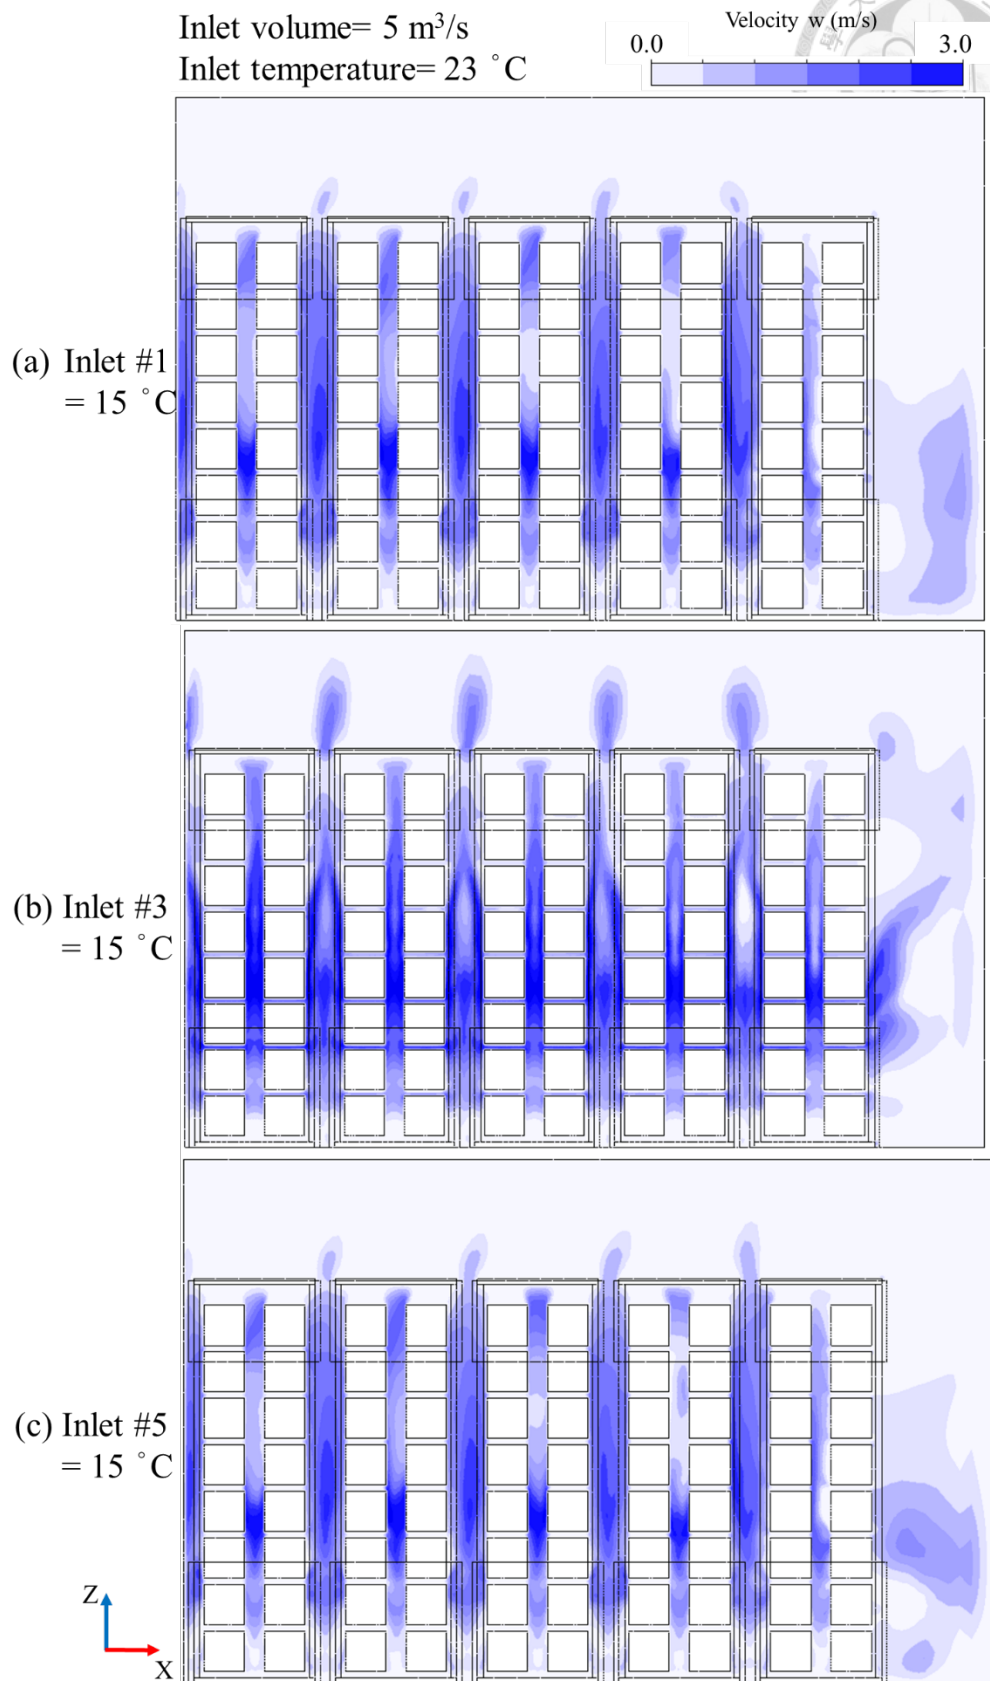 Inlet volume= 5 m³/s
Inlet temperature= 23 °C
Velocity w (m/s)
0.0 3.0
學
(a) Inlet #1
= 15 °C
(b) Inlet #3
= 15 °C
(c) Inlet #5
= 15 °C
Z
X